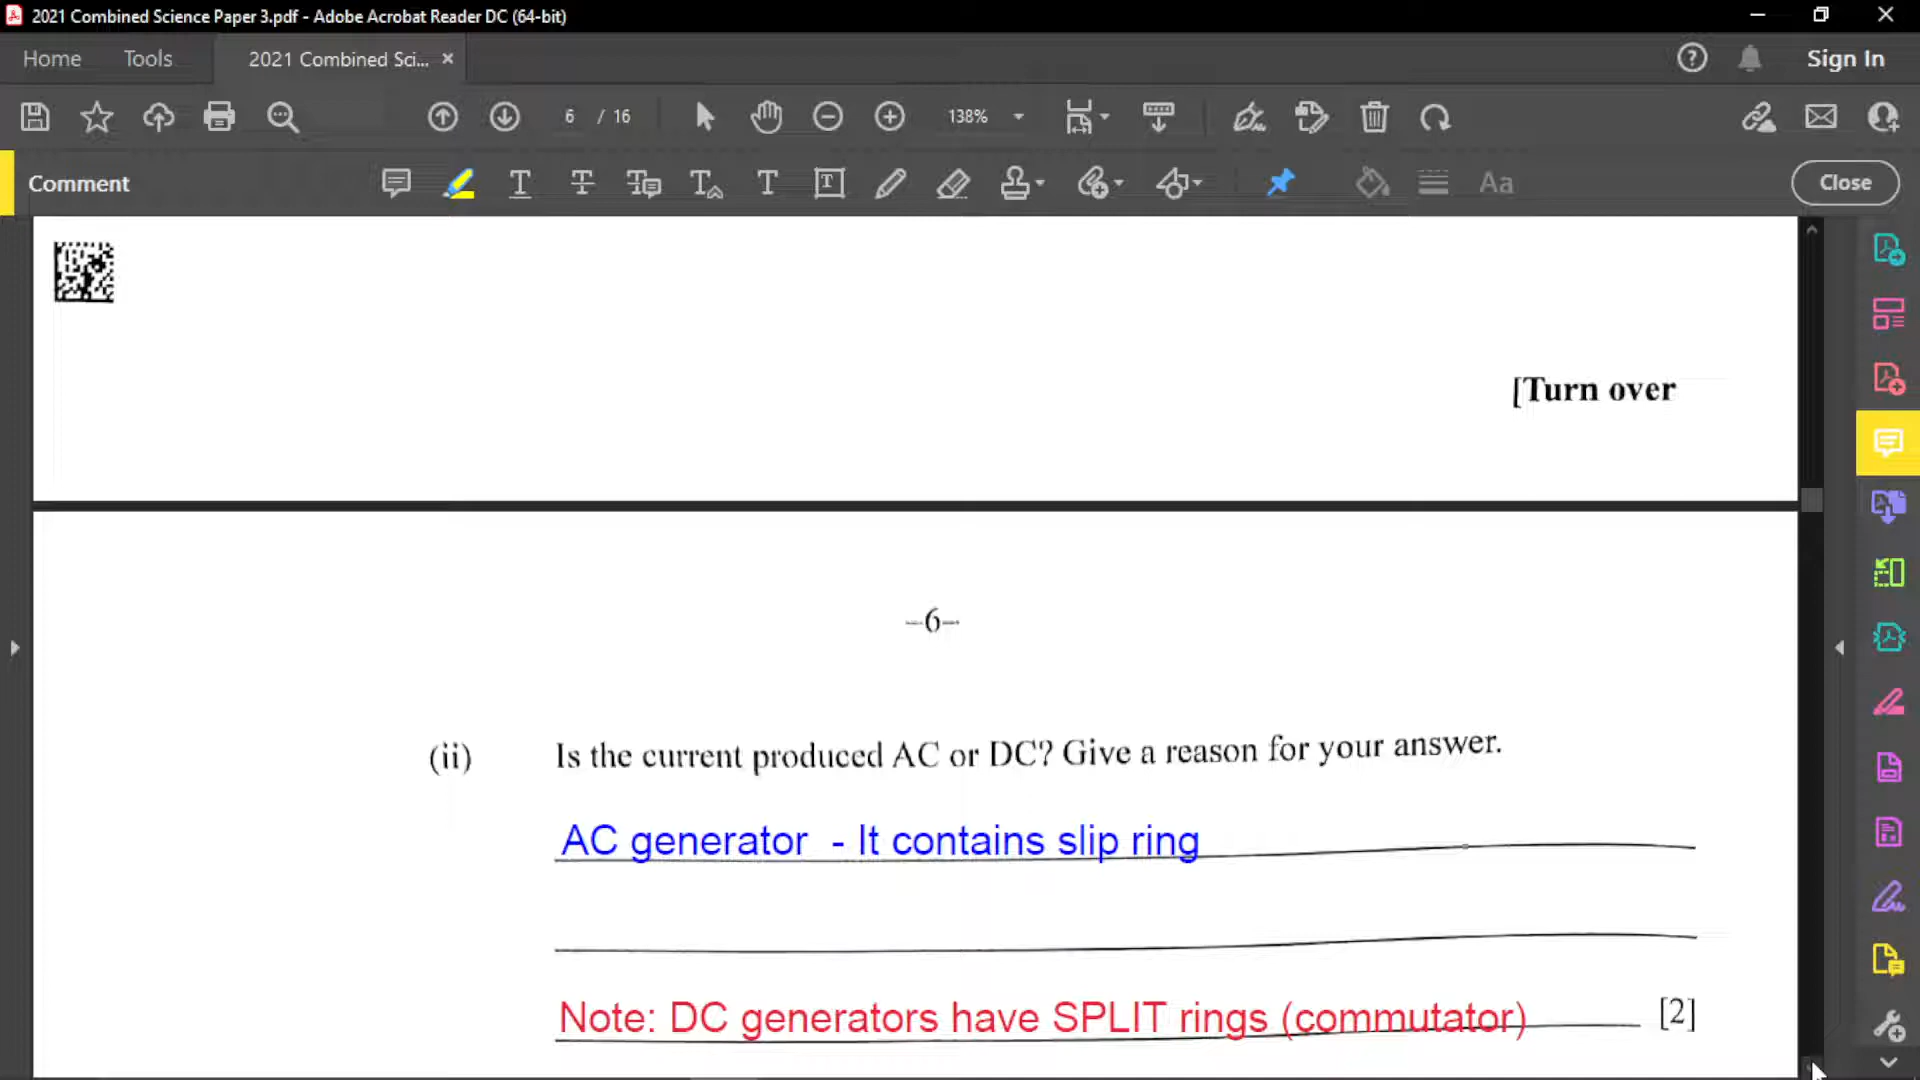 2021 Combined Science Paper 3.pdf - Adobe Acrobat Reader DC (64-bit)
Home Tools 2021 Combined Sci... × Sign In
6 / 16 138%
Comment Aa Close
[Turn over
–6–
(ii) Is the current produced AC or DC? Give a reason for your answer.
AC generator - It contains slip ring
Note: DC generators have SPLIT rings (commutator) [2]